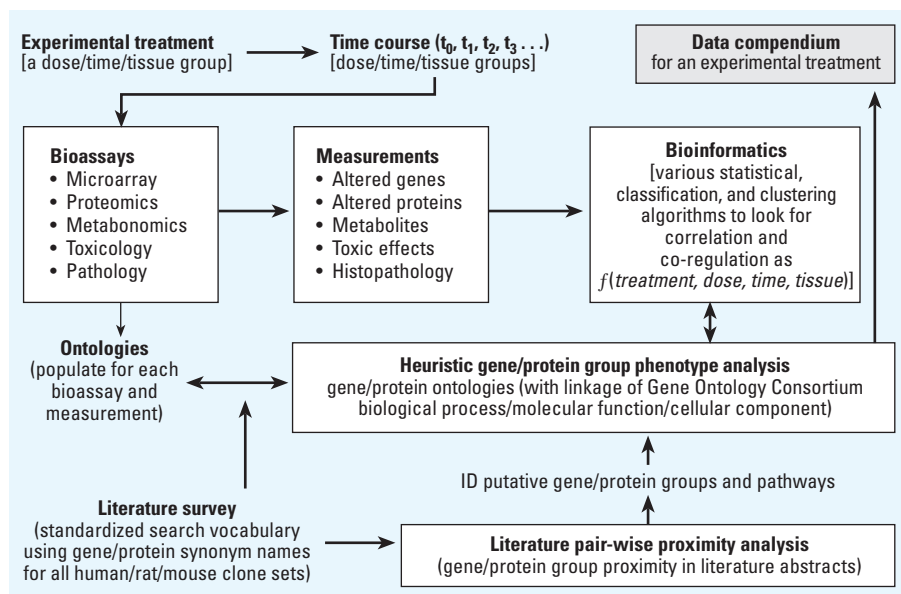 Experimental treatment
[a dose/time/tissue group]
Time course (t0, t1, t2, t3 . . .)
[dose/time/tissue groups]
Data compendium
for an experimental treatment
Bioassays
• Microarray
• Proteomics
• Metabonomics
• Toxicology
• Pathology
Measurements
• Altered genes
• Altered proteins
• Metabolites
• Toxic effects
• Histopathology
Bioinformatics
[various statistical,
classification, and clustering
algorithms to look for
correlation and
co-regulation as
f(treatment, dose, time, tissue)]
Ontologies
(populate for each
bioassay and
measurement)
Heuristic gene/protein group phenotype analysis
gene/protein ontologies (with linkage of Gene Ontology Consortium
biological process/molecular function/cellular component)
ID putative gene/protein groups and pathways
Literature survey
(standardized search vocabulary
using gene/protein synonym names
for all human/rat/mouse clone sets)
Literature pair-wise proximity analysis
(gene/protein group proximity in literature abstracts)